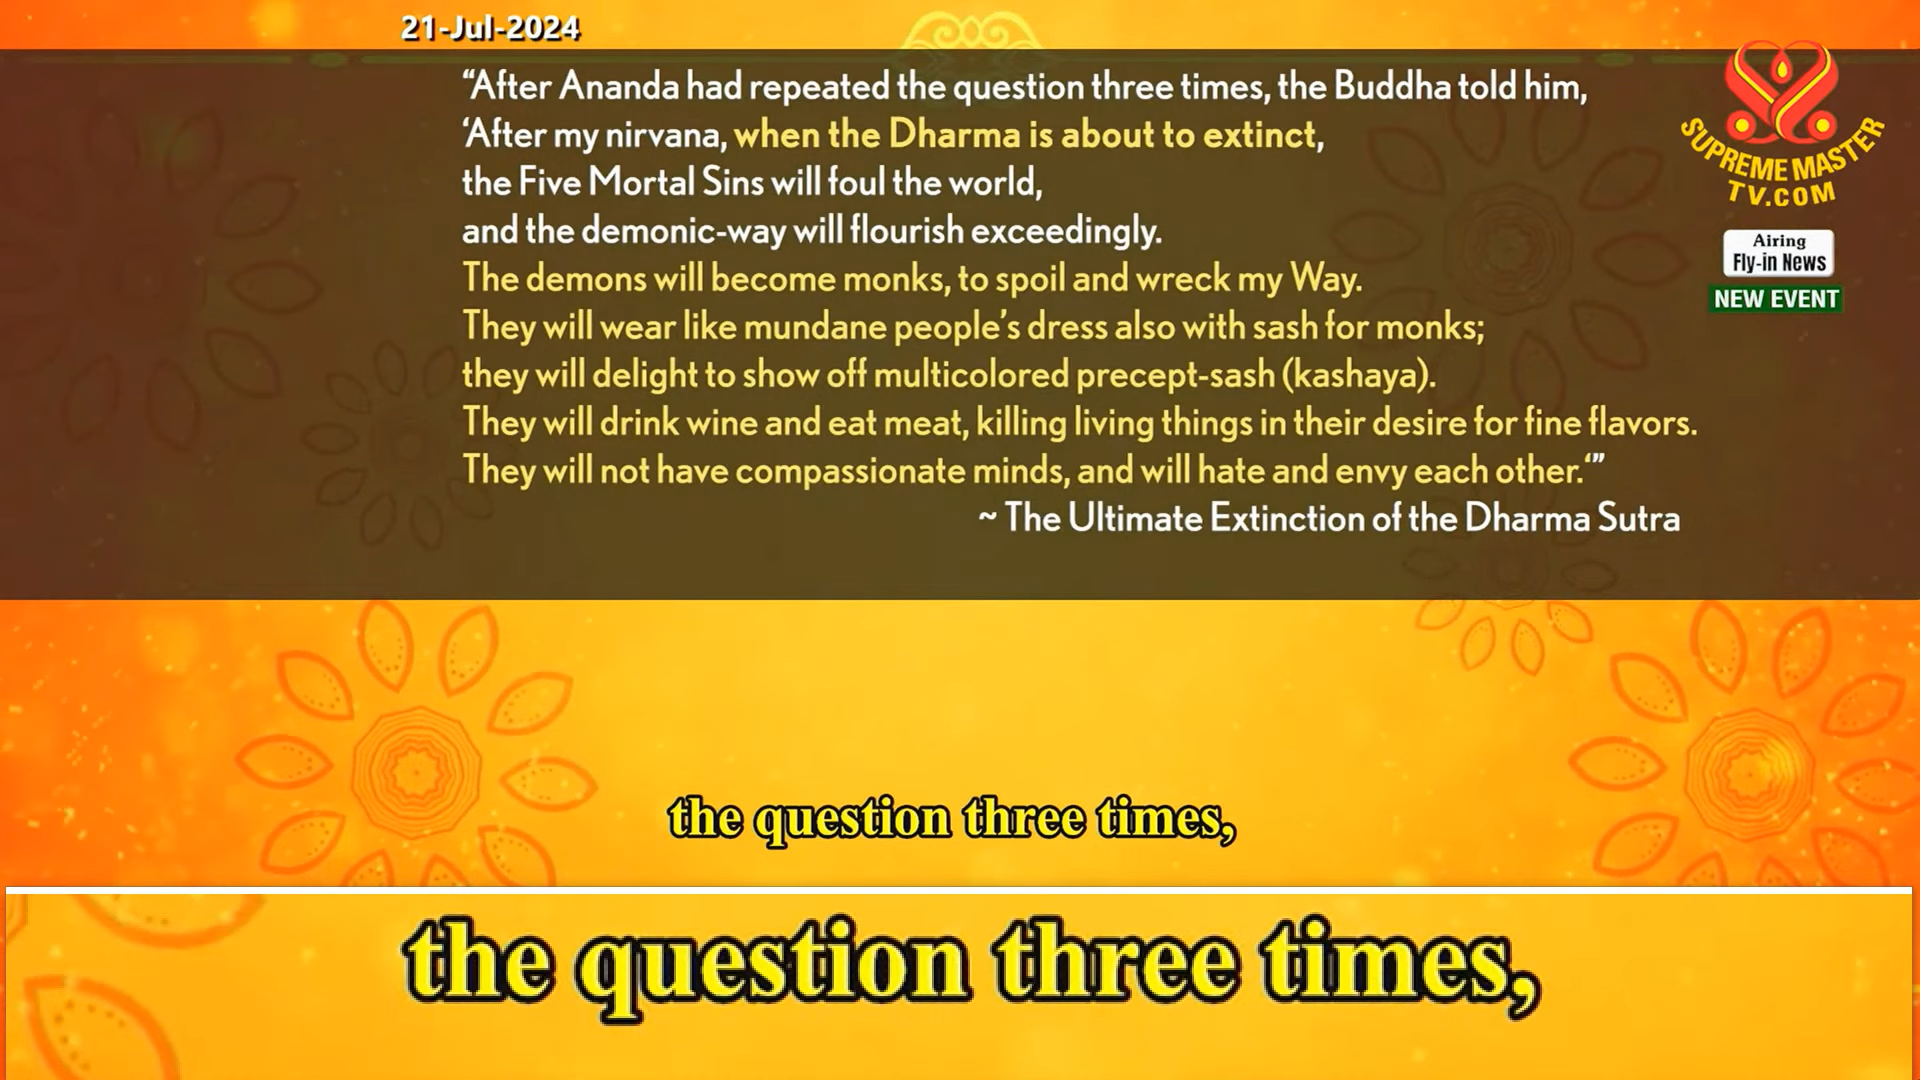 21-Jul-2024
“After Ananda had repeated the question three times, the Buddha told him,
‘After my nirvana, when the Dharma is about to extinct,
the Five Mortal Sins will foul the world,
and the demonic-way will flourish exceedingly.
The demons will become monks, to spoil and wreck my Way.
They will wear like mundane people’s dress also with sash for monks;
they will delight to show off multicolored precept-sash (kashaya).
They will drink wine and eat meat, killing living things in their desire for fine flavors.
They will not have compassionate minds, and will hate and envy each other.‘”
~ The Ultimate Extinction of the Dharma Sutra
SUPREME MASTER
TV.COM
Airing
Fly-in News
NEW EVENT
the question three times,
the question three times,